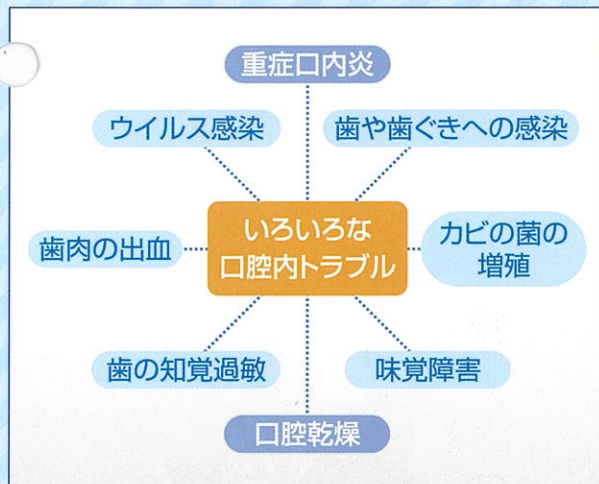 重症口内炎
ウイルス感染
歯や歯ぐきへの感染
歯肉の出血
いろいろな
口腔内トラブル
カビの菌の
増殖
歯の知覚過敏
味覚障害
口腔乾燥